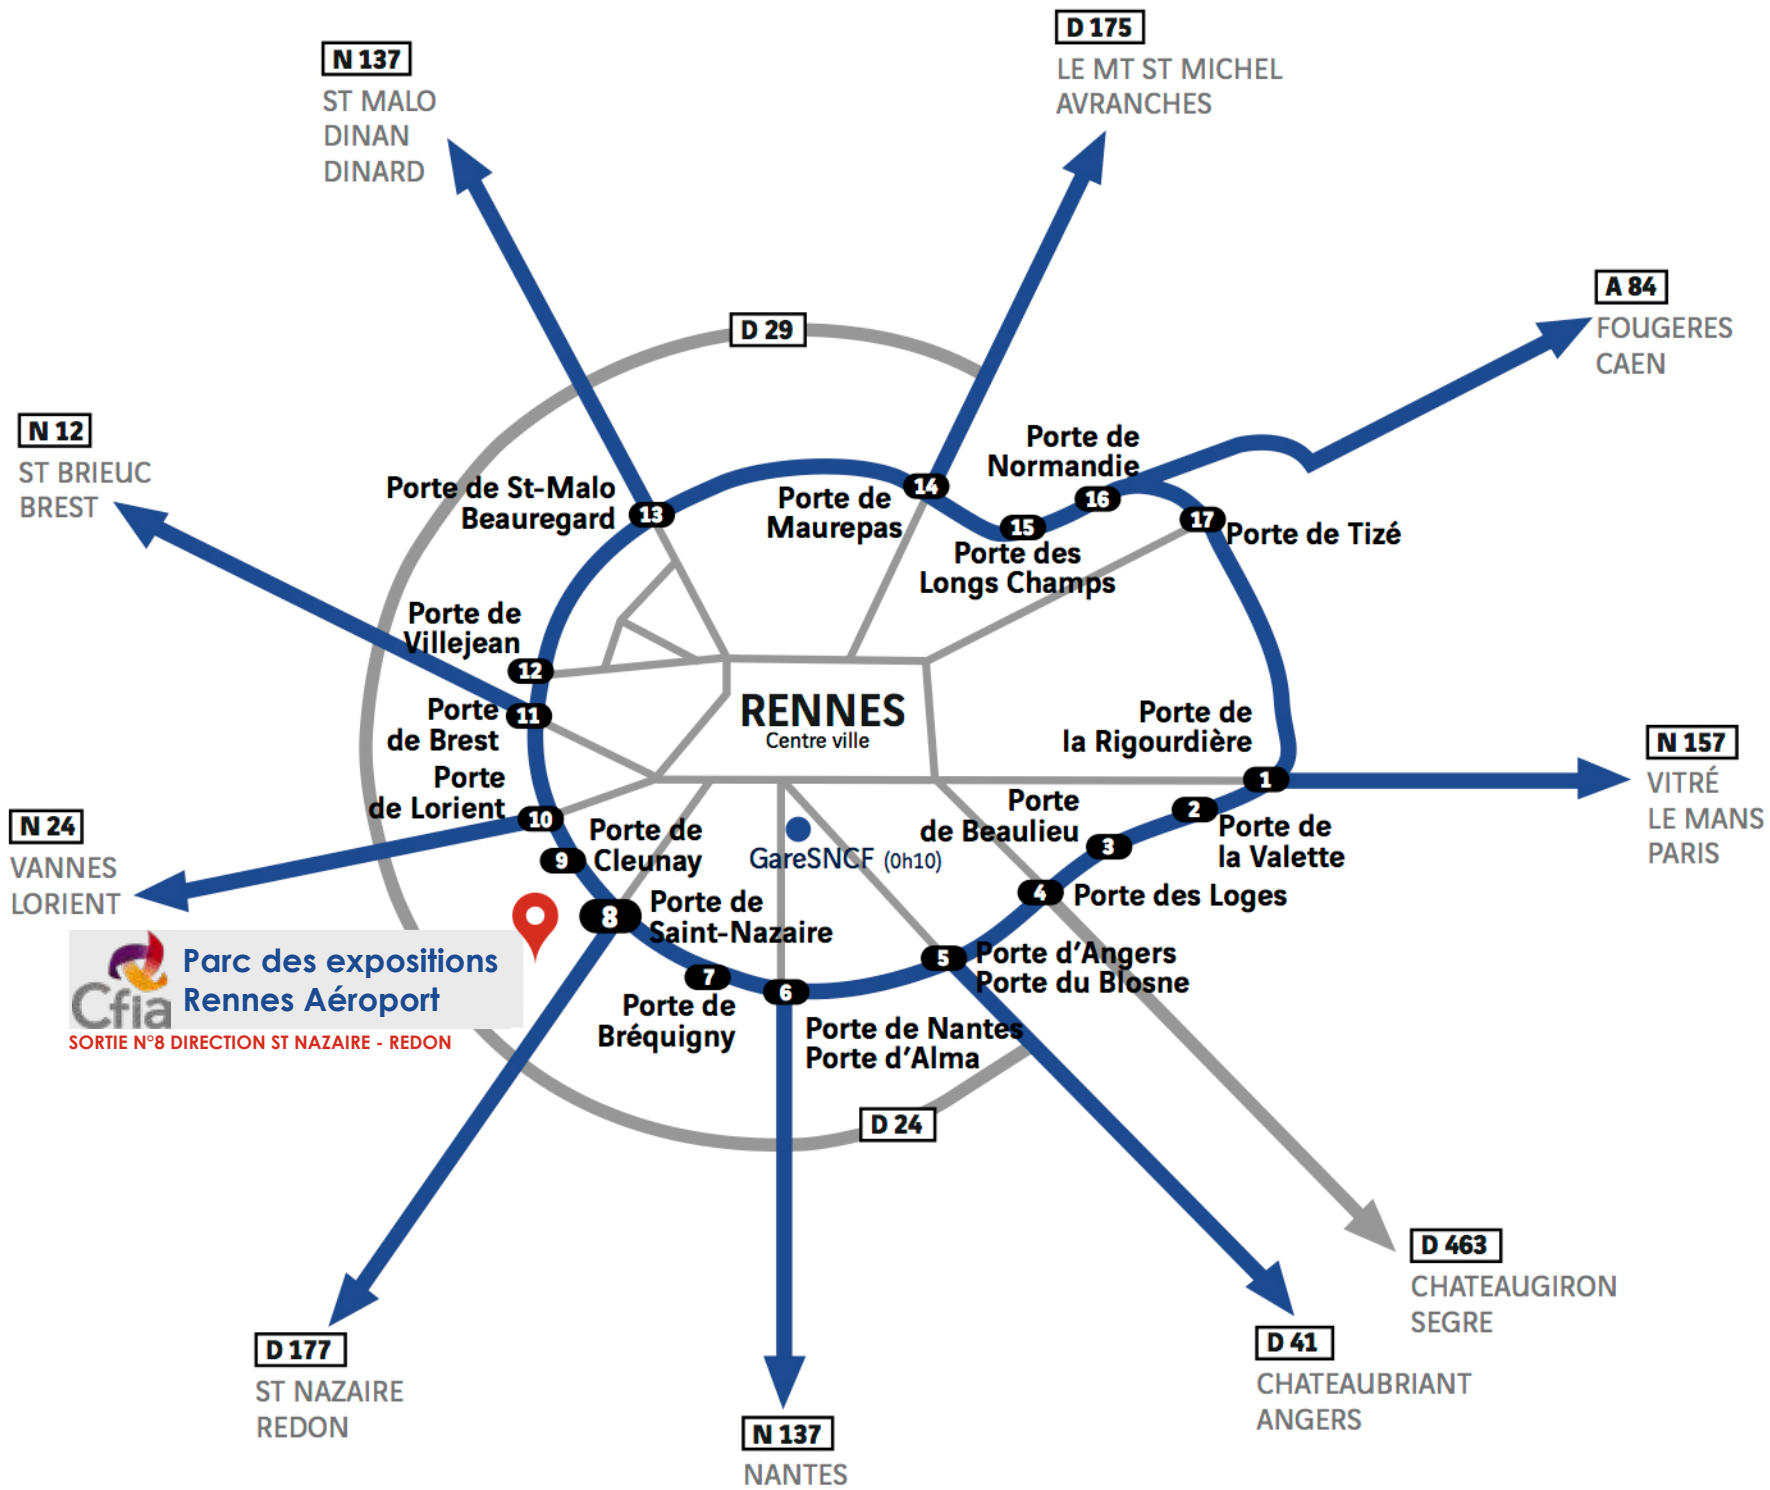 D 175
LE MT ST MICHEL
AVRANCHES
N 137
ST MALO
DINAN
DINARD
A 84
FOUGERES
CAEN
D 29
N 12
ST BRIEUC
BREST
Porte de
Normandie
Porte de St-Malo
Beauregard
13
14
Porte de
Maurepas
16
15
17
Porte de Tizé
Porte des
Longs Champs
Porte de
Villejean
12
11
Porte
de Brest
RENNES
Centre ville
Porte de
la Rigourdière
1
N 157
VITRÉ
LE MANS
PARIS
Porte
de Lorient
10
N 24
VANNES
LORIENT
Porte de
Cleunay
9
GareSNCF (0h10)
Porte
de Beaulieu
2
3
Porte de
la Valette
4
Porte des Loges
8
Porte de
Saint-Nazaire
5
Porte d'Angers
Porte du Blosne
7
Porte de
Bréquigny
6
Porte de Nantes
Porte d'Alma
Cfia
Parc des expositions
Rennes Aéroport
SORTIE N°8 DIRECTION ST NAZAIRE - REDON
D 24
D 463
CHATEAUGIRON
SEGRE
D 41
CHATEAUBRIANT
ANGERS
D 177
ST NAZAIRE
REDON
N 137
NANTES